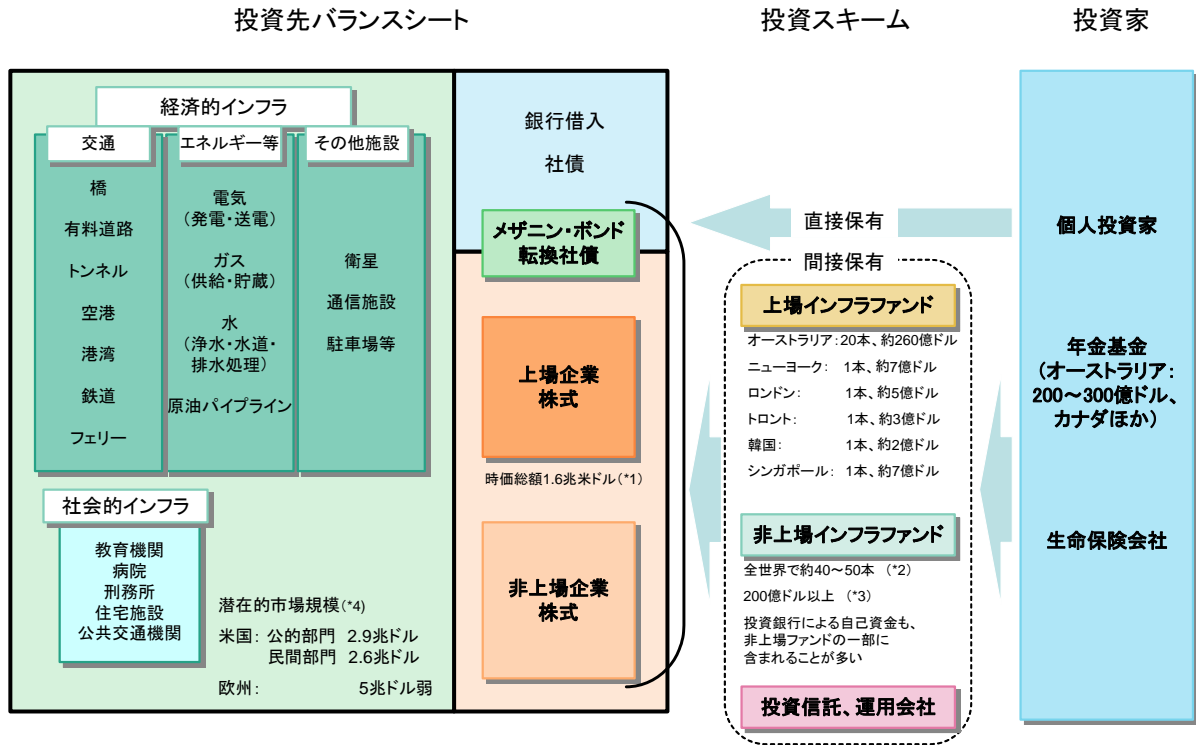 投資先バランスシート
投資スキーム
投資家
経済的インフラ
交通
橋
有料道路
トンネル
空港
港湾
鉄道
フェリー
エネルギー等
電気
(発電・送電)
ガス
(供給・貯蔵)
水
(浄水・水道・
排水処理)
原油パイプライン
その他施設
衛星
通信施設
駐車場等
社会的インフラ
教育機関
病院
刑務所
住宅施設
公共交通機関
潜在的市場規模(*4)
米国: 公的部門 2.9兆ドル
民間部門 2.6兆ドル
欧州: 5兆ドル弱
銀行借入
社債
メザニン・ボンド
転換社債
上場企業
株式
時価総額1.6兆米ドル(*1)
非上場企業
株式
直接保有
間接保有
上場インフラファンド
オーストラリア:20本、約260億ドル
ニューヨーク: 1本、約7億ドル
ロンドン: 1本、約5億ドル
トロント: 1本、約3億ドル
韓国: 1本、約2億ドル
シンガポール: 1本、約7億ドル
非上場インフラファンド
全世界で約40~50本 (*2)
200億ドル以上 (*3)
投資銀行による自己資金も、
非上場ファンドの一部に
含まれることが多い
投資信託、運用会社
個人投資家
年金基金
(オーストラリア:
200~300億ドル、
カナダほか)
生命保険会社